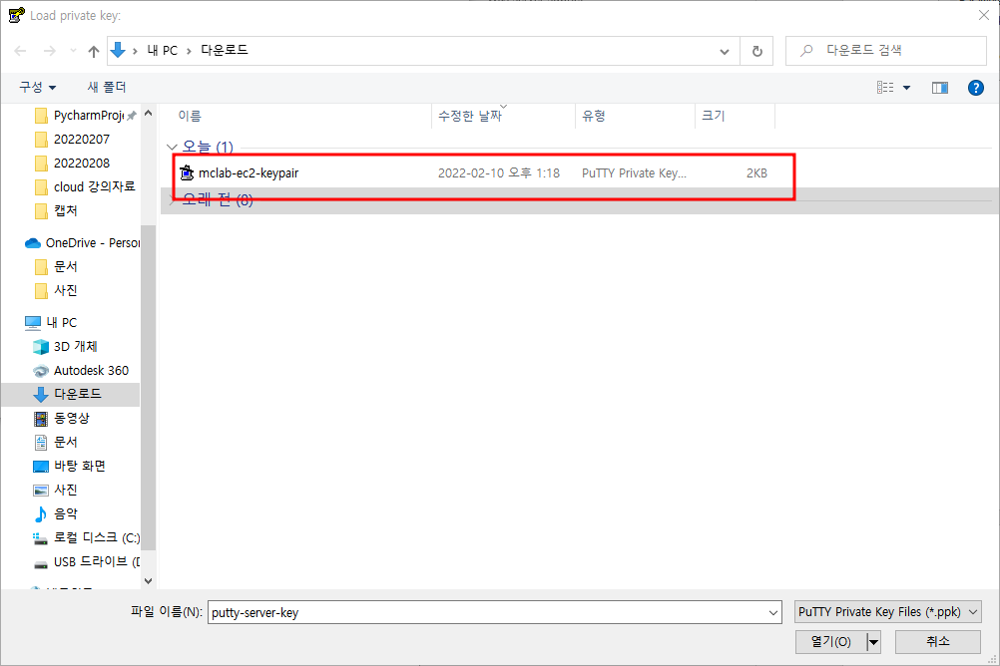 Load private key:
내 PC > 다운로드
다운로드 검색
구성
새 폴더
이름
수정한 날짜
유형
크기
오늘 (1)
mclab-ec2-keypair 2022-02-10 오후 1:18 PuTTY Private Key... 2KB
오래 전 (8)
PycharmProj
20220207
20220208
cloud 강의자료
캡처
OneDrive - Person
문서
사진
내 PC
3D 개체
Autodesk 360
다운로드
동영상
문서
바탕 화면
사진
음악
로컬 디스크 (C:)
USB 드라이브 (D
파일 이름(N): putty-server-key
PuTTY Private Key Files (*.ppk)
열기(O)
취소